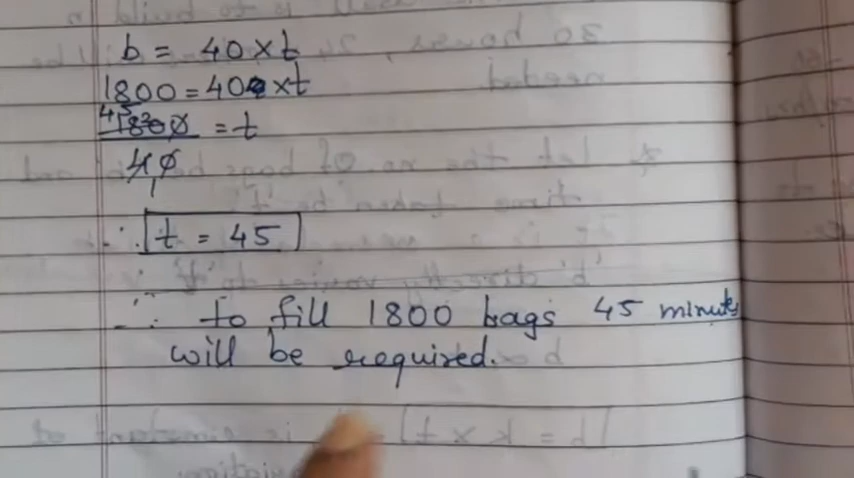 b = 40 × t
1800 = 40 × t
1800 = t
40
∴ t = 45
∴ to fill 1800 bags 45 minutes
will be required.